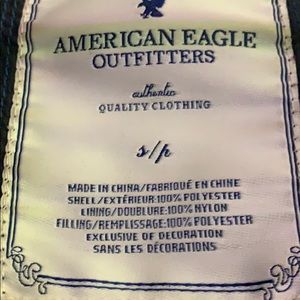 AMERICAN EAGLE
OUTFITTERS
authentic
QUALITY CLOTHING
s/p
MADE IN CHINA/FABRIQUÉ EN CHINE
SHELL/EXTÉRIEUR:100% POLYESTER
LINING/DOUBLURE:100% NYLON
FILLING/REMPLISSAGE:100% POLYESTER
EXCLUSIVE OF DECORATION
SANS LES DÉCORATIONS